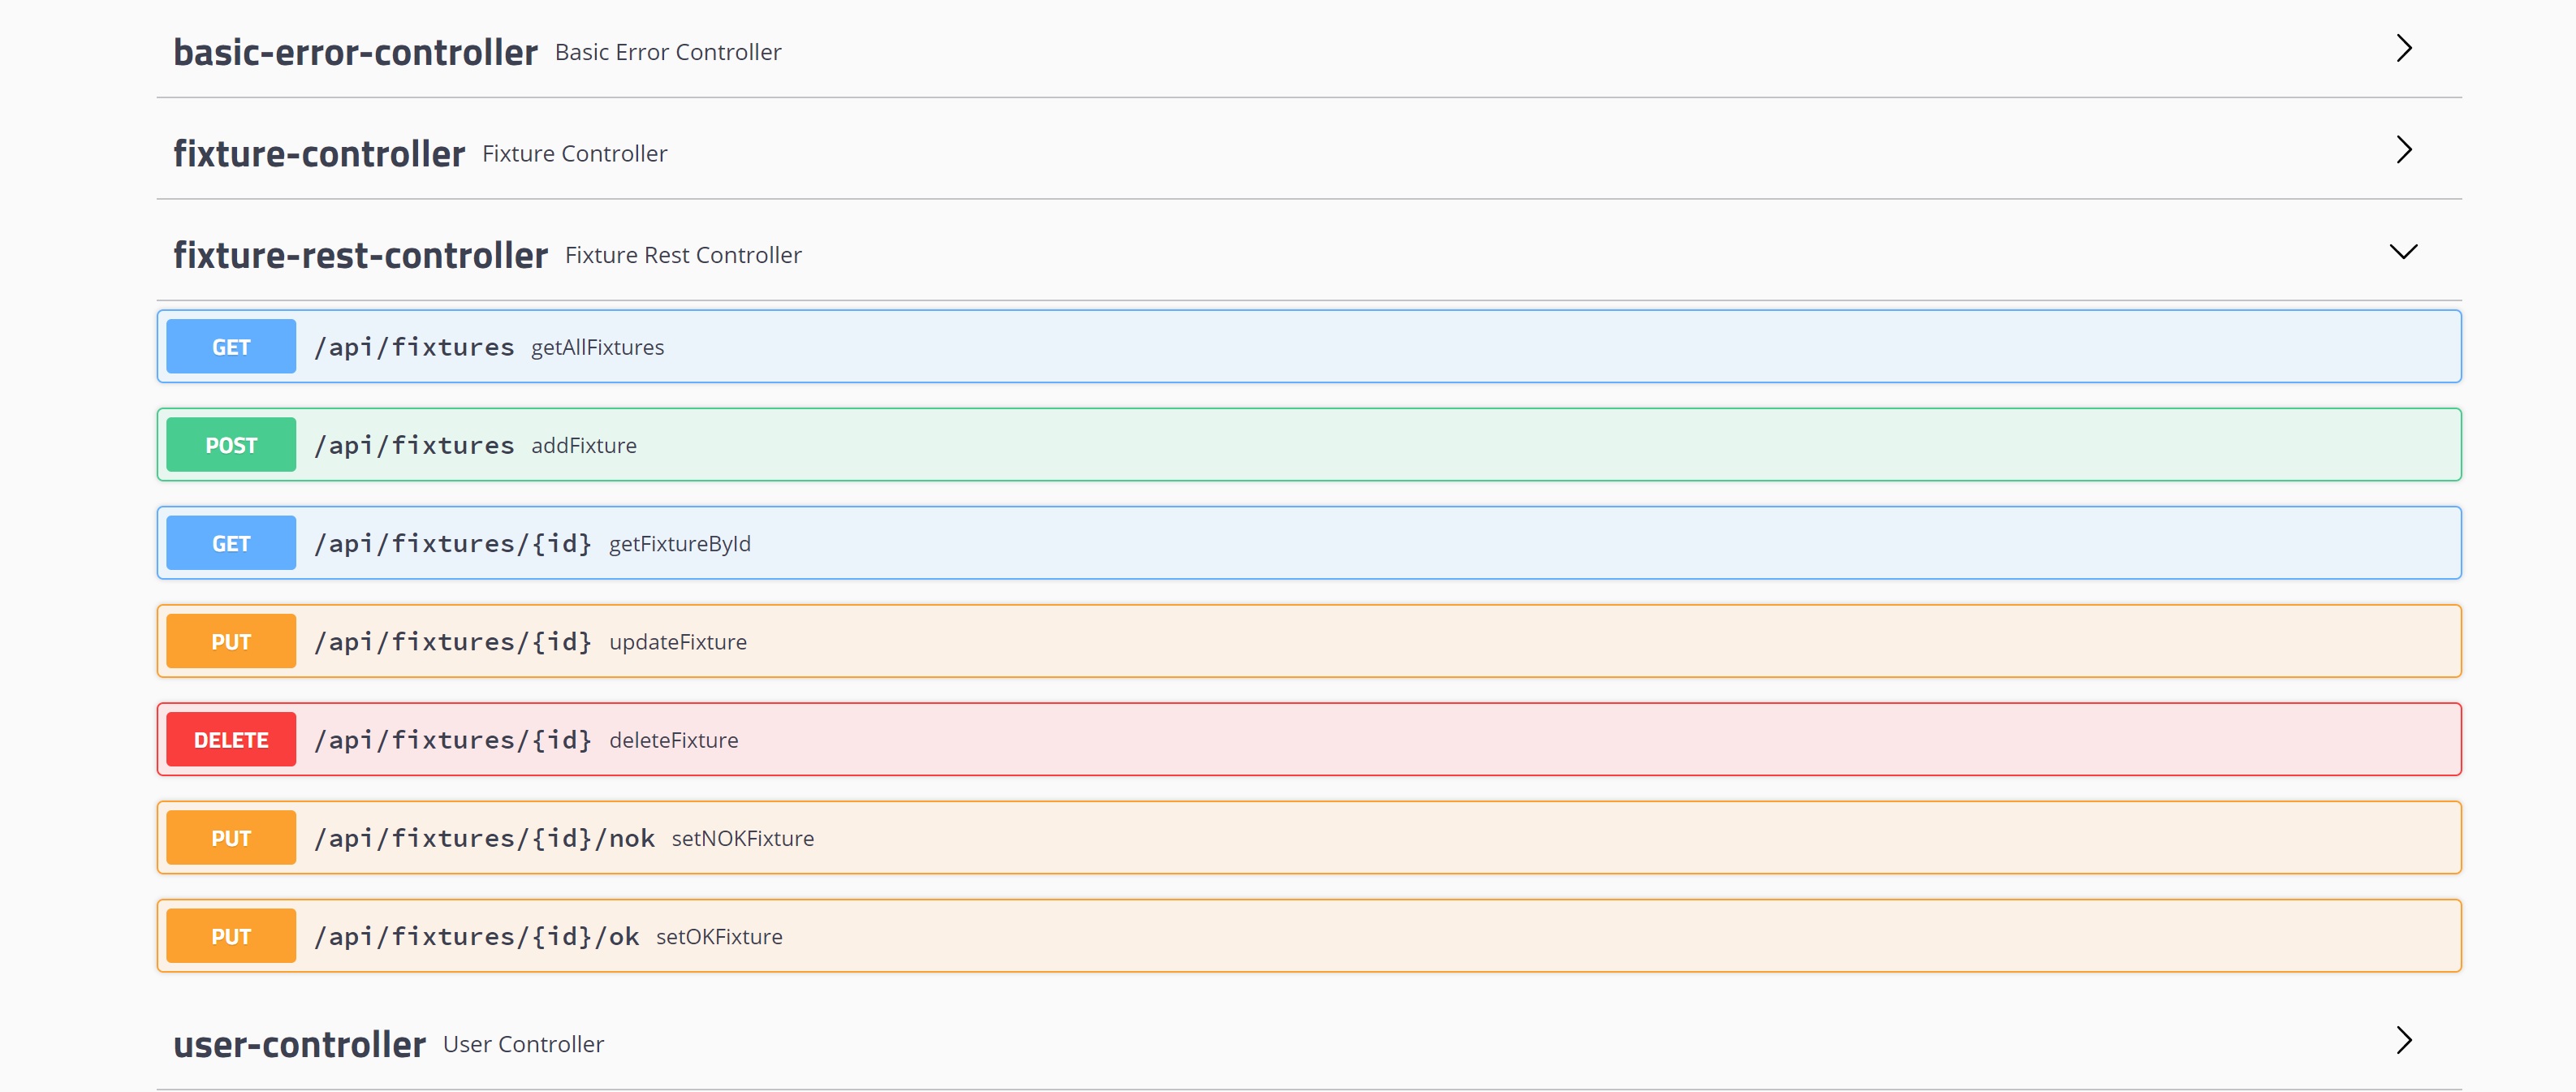 basic-error-controller Basic Error Controller
fixture-controller Fixture Controller
fixture-rest-controller Fixture Rest Controller
GET /api/fixtures getAllFixtures
POST /api/fixtures addFixture
GET /api/fixtures/{id} getFixtureById
PUT /api/fixtures/{id} updateFixture
DELETE /api/fixtures/{id} deleteFixture
PUT /api/fixtures/{id}/nok setNOKFixture
PUT /api/fixtures/{id}/ok setOKFixture
user-controller User Controller